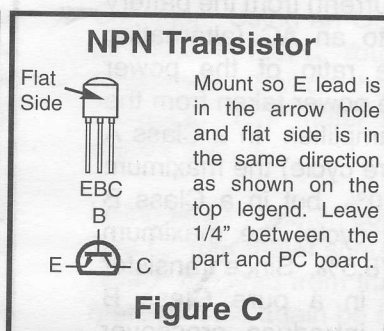 NPN Transistor
Flat
Side
Mount so E lead is
in the arrow hole
and flat side is in
the same direction
as shown on the
top legend. Leave
1/4” between the
part and PC board.
EBC
B
E C
Figure C